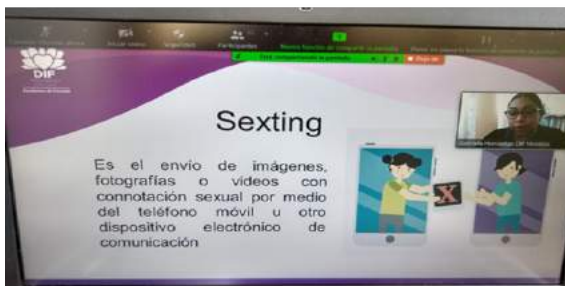 Participantes
DIF
Sexting
Es el envío de imágenes,
fotografías o videos con
connotación sexual por medio
del teléfono móvil u otro
dispositivo electrónico de
comunicación
X